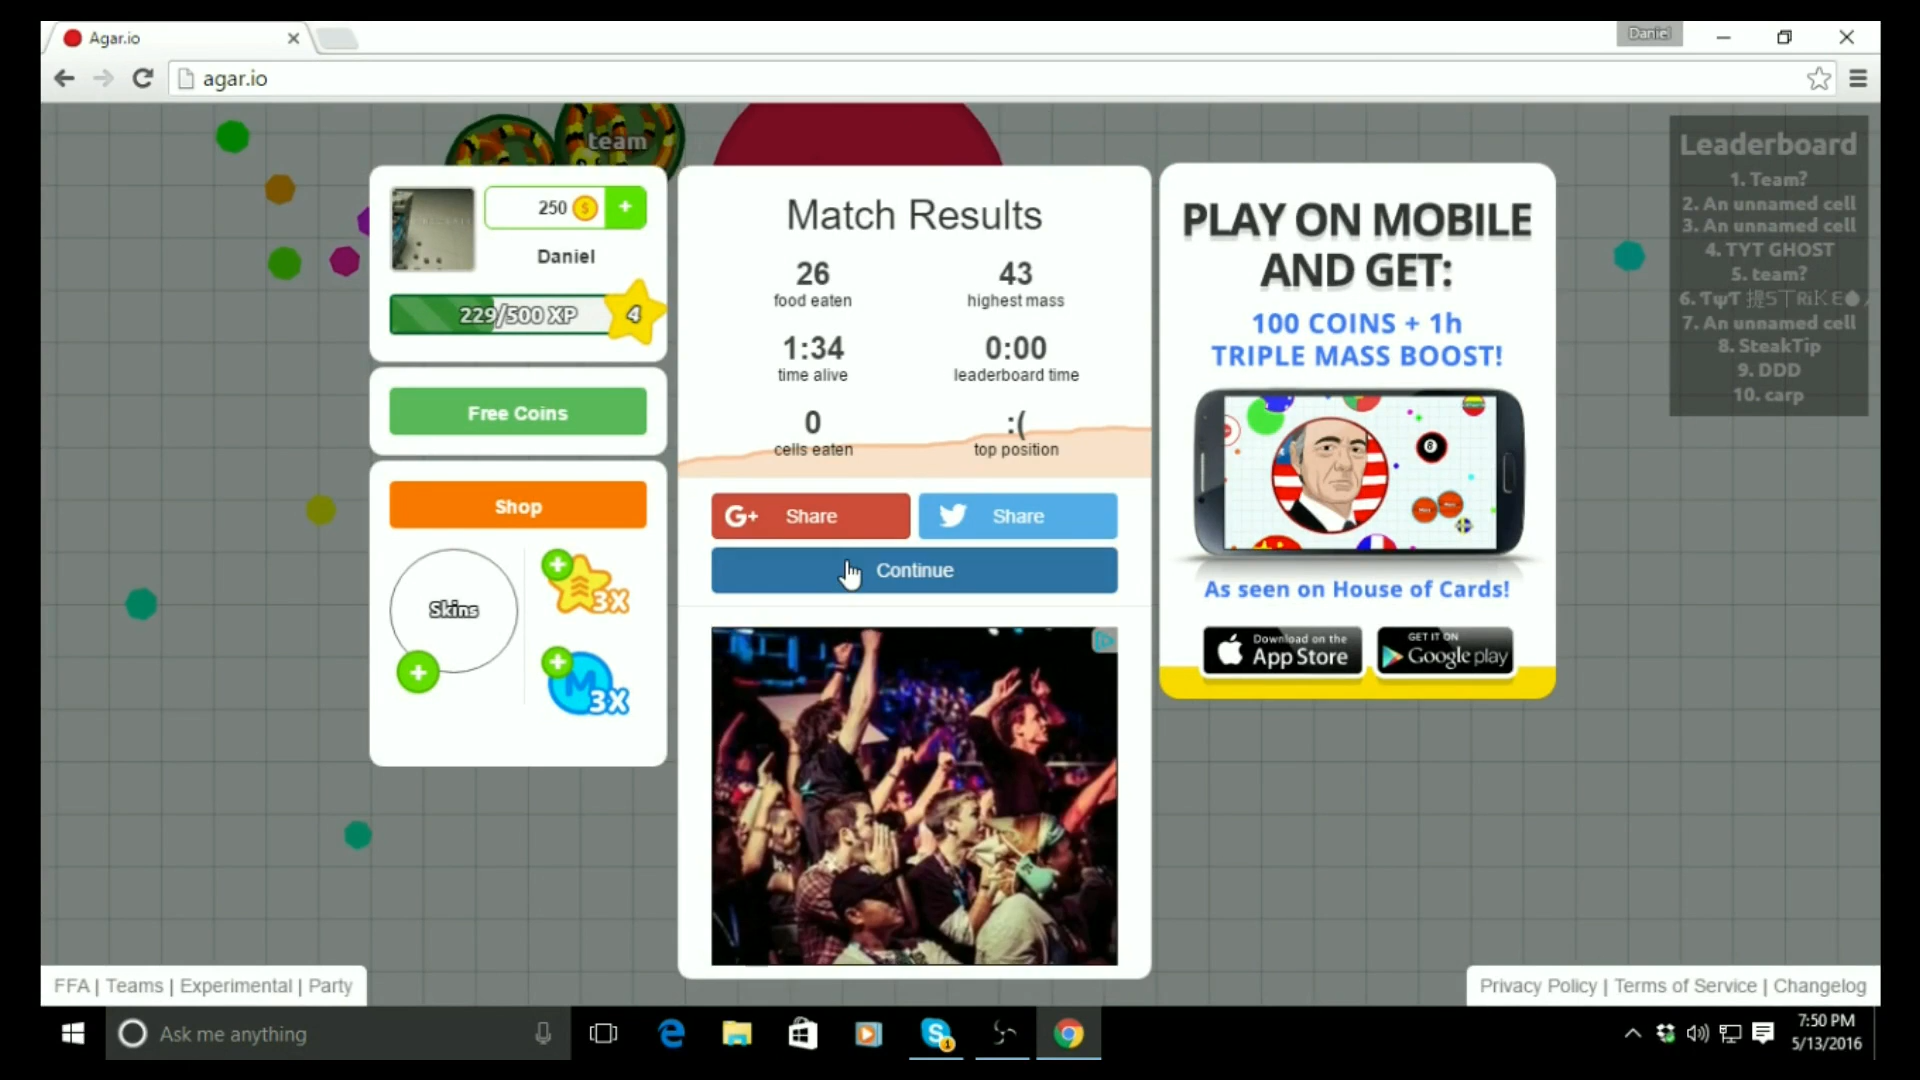 Agar.io
Daniel
agar.io
team
Leaderboard
1. Team?
2. An unnamed cell
3. An unnamed cell
4. TYT GHOST
5. team?
7. An unnamed cell
8. SteakTip
9. DDD
10. carp
250
Daniel
229/500 XP
4
Free Coins
Shop
Skins
3X
M
3X
Match Results
26
food eaten
43
highest mass
1:34
time alive
0:00
leaderboard time
0
cells eaten
:(
top position
G+ Share
Share
Continue
PLAY ON MOBILE
AND GET:
100 COINS + 1h
TRIPLE MASS BOOST!
8
As seen on House of Cards!
Download on the
App Store
GET IT ON
Google play
FFA | Teams | Experimental | Party
Privacy Policy | Terms of Service | Changelog
Ask me anything
1
7:50 PM
5/13/2016